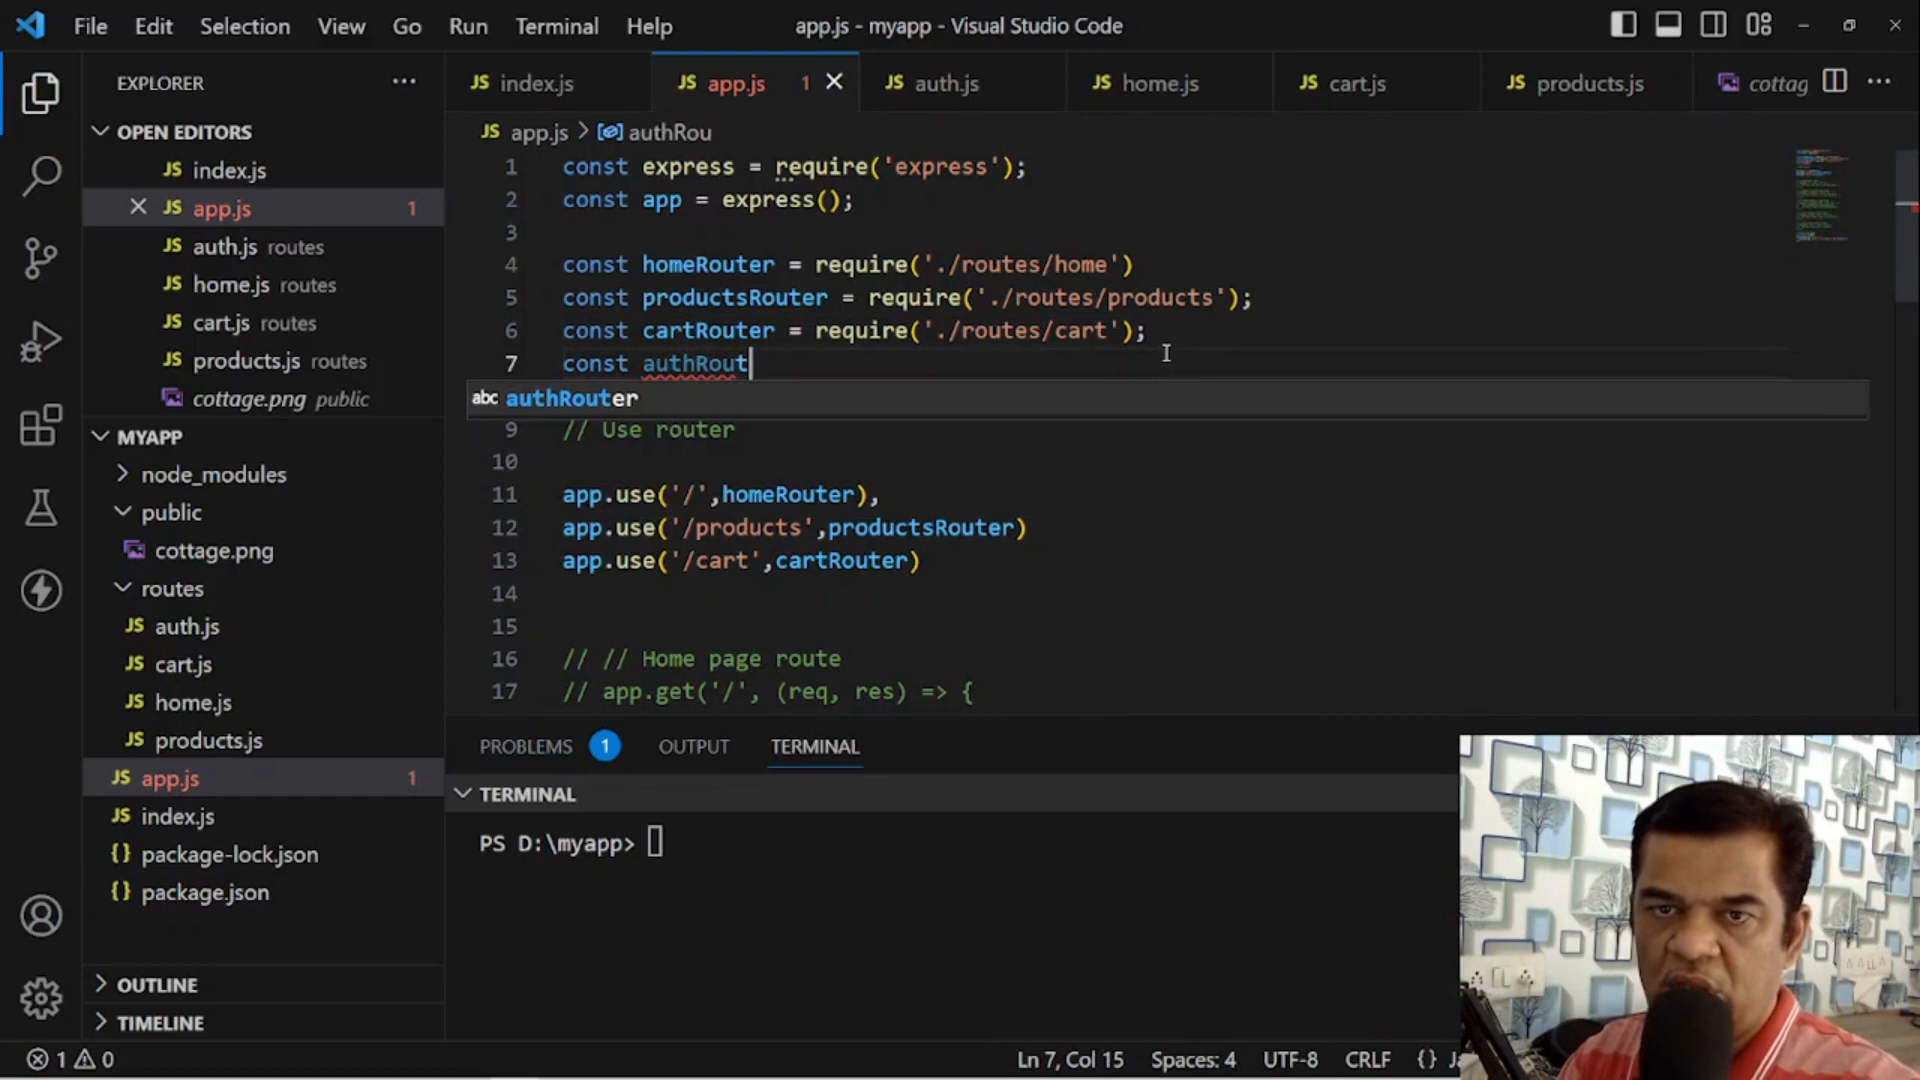 File Edit Selection View Go Run Terminal Help app.js - myapp - Visual Studio Code
EXPLORER
OPEN EDITORS
JS index.js
JS app.js 1
JS auth.js routes
JS home.js routes
JS cart.js routes
JS products.js routes
cottage.png public
MYAPP
node_modules
public
cottage.png
routes
JS auth.js
JS cart.js
JS home.js
JS products.js
JS app.js 1
JS index.js
{} package-lock.json
{} package.json
OUTLINE
TIMELINE
JS index.js JS app.js 1 JS auth.js JS home.js JS cart.js JS products.js cottag
JS app.js > authRou
1 const express = require('express');
2 const app = express();
3
4 const homeRouter = require('./routes/home')
5 const productsRouter = require('./routes/products');
6 const cartRouter = require('./routes/cart');
7 const authRout
abc authRouter
9 // Use router
10
11 app.use('/',homeRouter),
12 app.use('/products',productsRouter)
13 app.use('/cart',cartRouter)
14
15
16 // // Home page route
17 // app.get('/', (req, res) => {
PROBLEMS 1 OUTPUT TERMINAL
TERMINAL
PS D:\myapp>
1 0 Ln 7, Col 15 Spaces: 4 UTF-8 CRLF {}